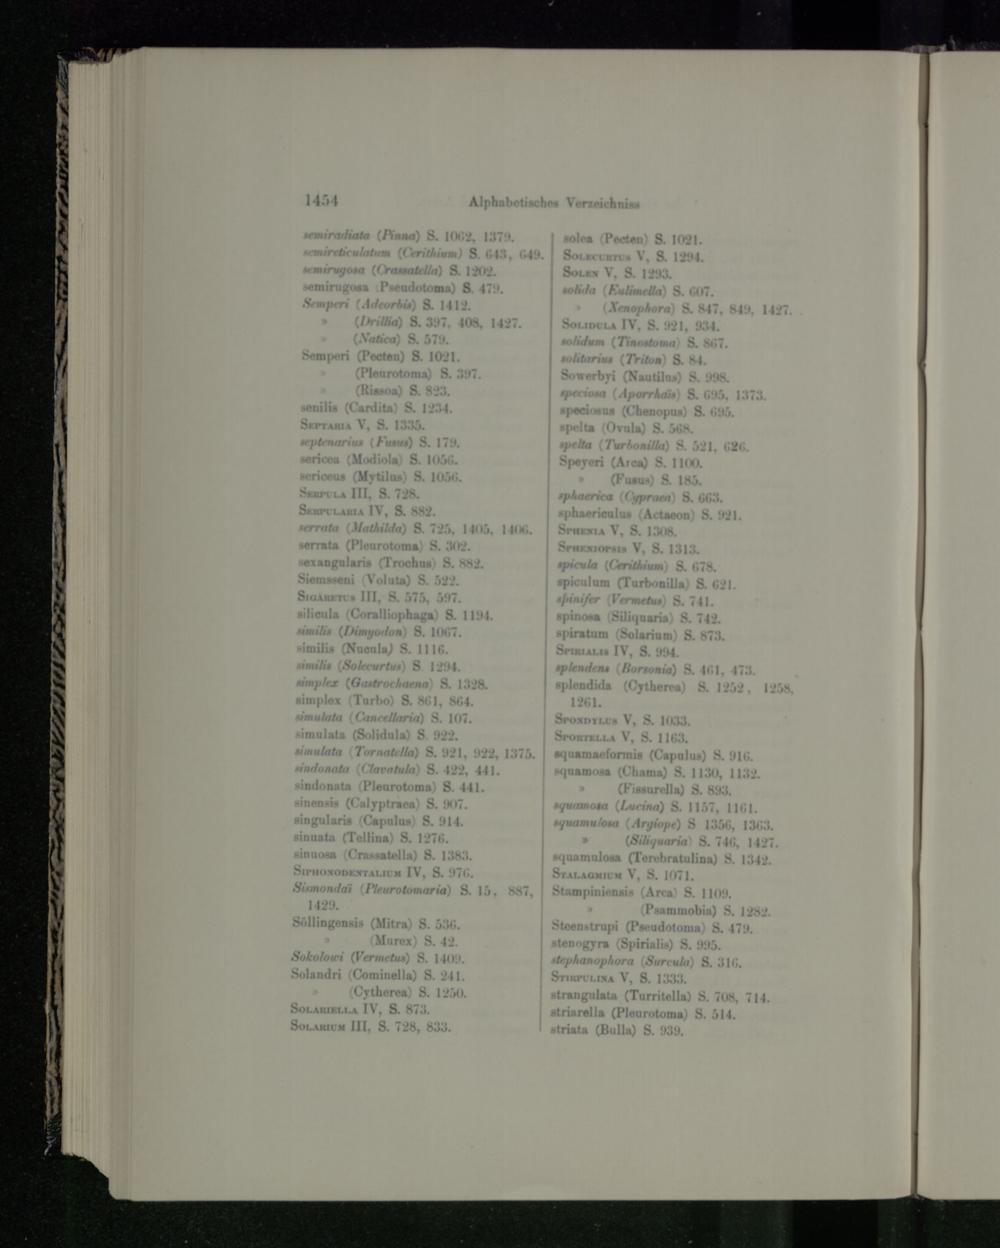 1454 Alphabetisches Verzeichniss
semiradiata (Pinna) S. 1062, 1379.
semireticulatum (Cerithium) S. 643, 649.
semirugosa (Crassatella) S. 1202.
semirugosa (Pseudotoma) S. 479.
Semperi (Adeorbis) S. 1412.
» (Drillia) S. 397, 408, 1427.
» (Natica) S. 579.
Semperi (Pecten) S. 1021.
» (Pleurotoma) S. 397.
» (Rissoa) S. 823.
senilis (Cardita) S. 1234.
SEPTARIA V, S. 1335.
septenarius (Fusus) S. 179.
sericea (Modiola) S. 1056.
sericeus (Mytilus) S. 1056.
SERPULA III, S. 728.
SERPULARIA IV, S. 882.
serrata (Mathilda) S. 725, 1405, 1406.
serrata (Pleurotoma) S. 302.
sexangularis (Trochus) S. 882.
Siemsseni (Voluta) S. 522.
SIGARETUS III, S. 575, 597.
silicula (Coralliophaga) S. 1194.
similis (Dimyodon) S. 1067.
similis (Nucula) S. 1116.
similis (Solecurtus) S 1294.
simplex (Gastrochaena) S. 1328.
simplex (Turbo) S. 861, 864.
simulata (Cancellaria) S. 107.
simulata (Solidula) S. 922.
simulata (Tornatella) S. 921, 922, 1375.
sindonata (Clavatula) S. 422, 441.
sindonata (Pleurotoma) S. 441.
sinensis (Calyptraea) S. 907.
singularis (Capulus) S. 914.
sinuata (Tellina) S. 1276.
sinuosa (Crassatella) S. 1383.
SIPHONODENTALIUM IV, S. 976.
Sismondaï (Pleurotomaria) S. 15, 887,
1429.
Söllingensis (Mitra) S. 536.
» (Murex) S. 42.
Sokolowi (Vermetus) S. 1409.
Solandri (Cominella) S. 241.
» (Cytherea) S. 1250.
SOLARIELLA IV, S. 873.
SOLARIUM III, S. 728, 833.
solea (Pecten) S. 1021.
SOLECURTUS V, S. 1294.
SOLEN V, S. 1293.
solida (Eulimella) S. 607.
» (Xenophora) S. 847, 849, 1427.
SOLIDULA IV, S. 921, 934.
solidum (Tinostoma) S. 867.
solitarius (Triton) S. 84.
Sowerbyi (Nautilus) S. 998.
speciosa (Aporrhaïs) S. 695, 1373.
speciosus (Chenopus) S. 695.
spelta (Ovula) S. 568.
spelta (Turbonilla) S. 521, 626.
Speyeri (Arca) S. 1100.
» (Fusus) S. 185.
sphaerica (Cypraea) S. 663.
sphaericulus (Actaeon) S. 921.
SPHENIA V, S. 1308.
SPHENIOPSIS V, S. 1313.
spicula (Cerithium) S. 678.
spiculum (Turbonilla) S. 621.
spinifer (Vermetus) S. 741.
spinosa (Siliquaria) S. 742.
spiratum (Solarium) S. 873.
SPIRIALIS IV, S. 994.
splendens (Borsonia) S. 461, 473.
splendida (Cytherea) S. 1252, 1258,
1261.
SPONDYLUS V, S. 1033.
SPORTELLA V, S. 1163.
squamaeformis (Capulus) S. 916.
squamosa (Chama) S. 1130, 1132.
» (Fissurella) S. 893.
squamosa (Lucina) S. 1157, 1161.
squamulosa (Argiope) S 1356, 1363.
» (Siliquaria) S. 746, 1427.
squamulosa (Terebratulina) S. 1342.
STALAGMIUM V, S. 1071.
Stampiniensis (Arca) S. 1109.
» (Psammobia) S. 1282.
Steenstrupi (Pseudotoma) S. 479.
stenogyra (Spirialis) S. 995.
stephanophora (Surcula) S. 316.
STIRPULINA V, S. 1333.
strangulata (Turritella) S. 708, 714.
striarella (Pleurotoma) S. 514.
striata (Bulla) S. 939.